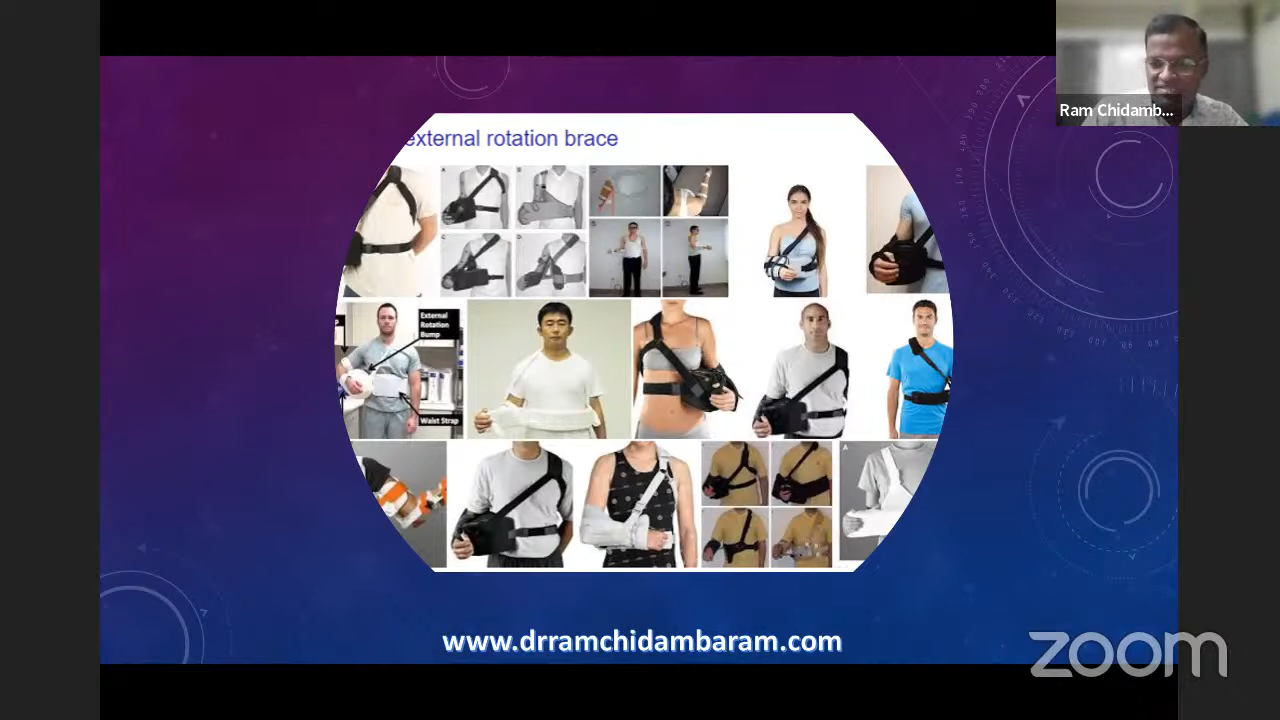 Ram Chidamb...
external rotation brace
External
Rotation
Bump
Waist Strap
www.drramchidambaram.com
zoom